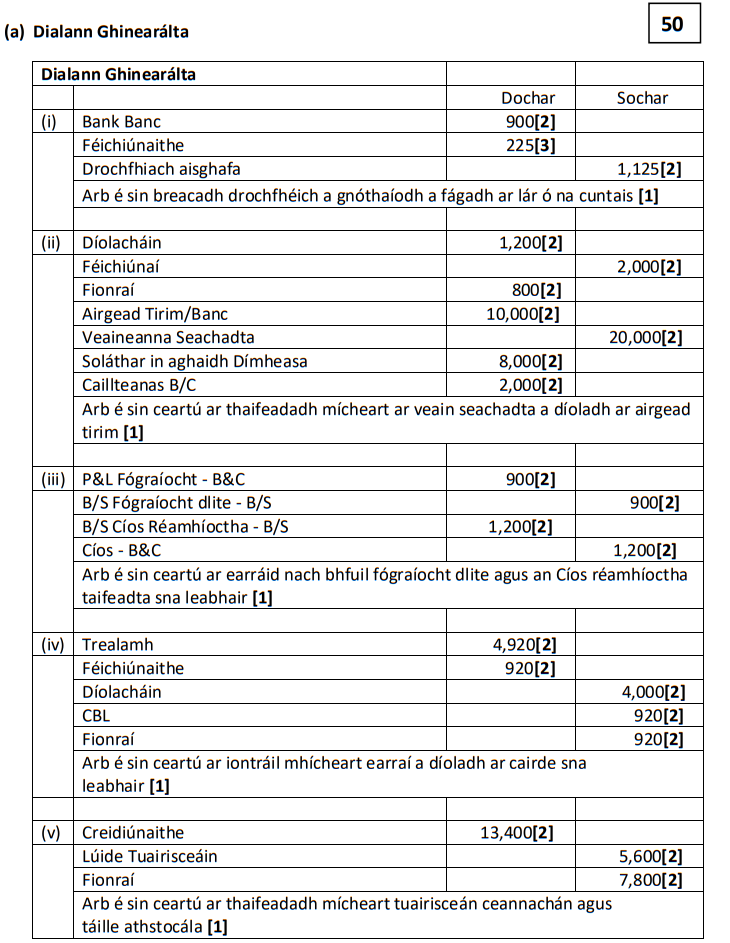 50
(a) Dialann Ghinearálta
Dialann Ghinearálta
Dochar Sochar
(i) Bank Banc 900[2]
Féichiúnaithe 225[3]
Drochfhiach aisghafa 1,125[2]
Arb é sin breacadh drochfhéich a gnóthaíodh a fágadh ar lár ó na cuntais [1]
(ii) Díolacháin 1,200[2]
Féichiúnaí 2,000[2]
Fionraí 800[2]
Airgead Tirim/Banc 10,000[2]
Veaineanna Seachadta 20,000[2]
Soláthar in aghaidh Dímheasa 8,000[2]
Caillteanas B/C 2,000[2]
Arb é sin ceartú ar thaifeadadh mícheart ar veain seachadta a díoladh ar airgead
tirim [1]
(iii) P&L Fógraíocht - B&C 900[2]
B/S Fógraíocht dlite - B/S 900[2]
B/S Cíos Réamhíoctha - B/S 1,200[2]
Cíos - B&C 1,200[2]
Arb é sin ceartú ar earráid nach bhfuil fógraíocht dlite agus an Cíos réamhíoctha
taifeadta sna leabhair [1]
(iv) Trealamh 4,920[2]
Féichiúnaithe 920[2]
Díolacháin 4,000[2]
CBL 920[2]
Fionraí 920[2]
Arb é sin ceartú ar iontráil mhícheart earraí a díoladh ar cairde sna
leabhair [1]
(v) Creidiúnaithe 13,400[2]
Lúide Tuairisceáin 5,600[2]
Fionraí 7,800[2]
Arb é sin ceartú ar thaifeadadh mícheart tuairisceán ceannachán agus
táille athstocála [1]